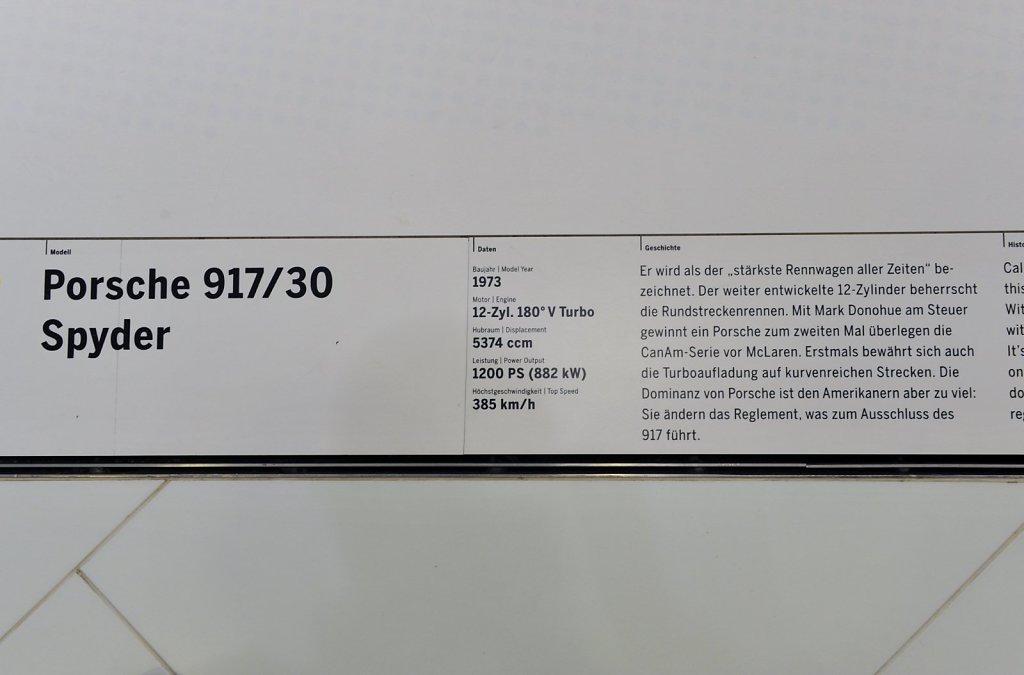 Modell
Porsche 917/30
Spyder
Daten
Baujahr | Model Year
1973
Motor | Engine
12-Zyl. 180° V Turbo
Hubraum | Displacement
5374 ccm
Leistung | Power Output
1200 PS (882 kW)
Höchstgeschwindigkeit | Top Speed
385 km/h
Geschichte
Er wird als der „stärkste Rennwagen aller Zeiten“ be-
zeichnet. Der weiter entwickelte 12-Zylinder beherrscht
die Rundstreckenrennen. Mit Mark Donohue am Steuer
gewinnt ein Porsche zum zweiten Mal überlegen die
CanAm-Serie vor McLaren. Erstmals bewährt sich auch
die Turboaufladung auf kurvenreichen Strecken. Die
Dominanz von Porsche ist den Amerikanern aber zu viel:
Sie ändern das Reglement, was zum Ausschluss des
917 führt.
It's
on